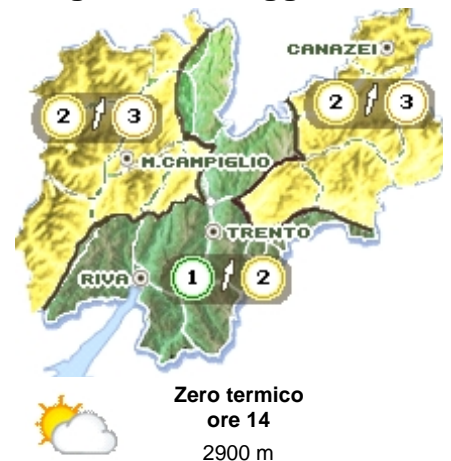 CANAZEI
2 3
2 3
M.CAMPIGLIO
TRENTO
RIVA
1 2
Zero termico
ore 14
2900 m